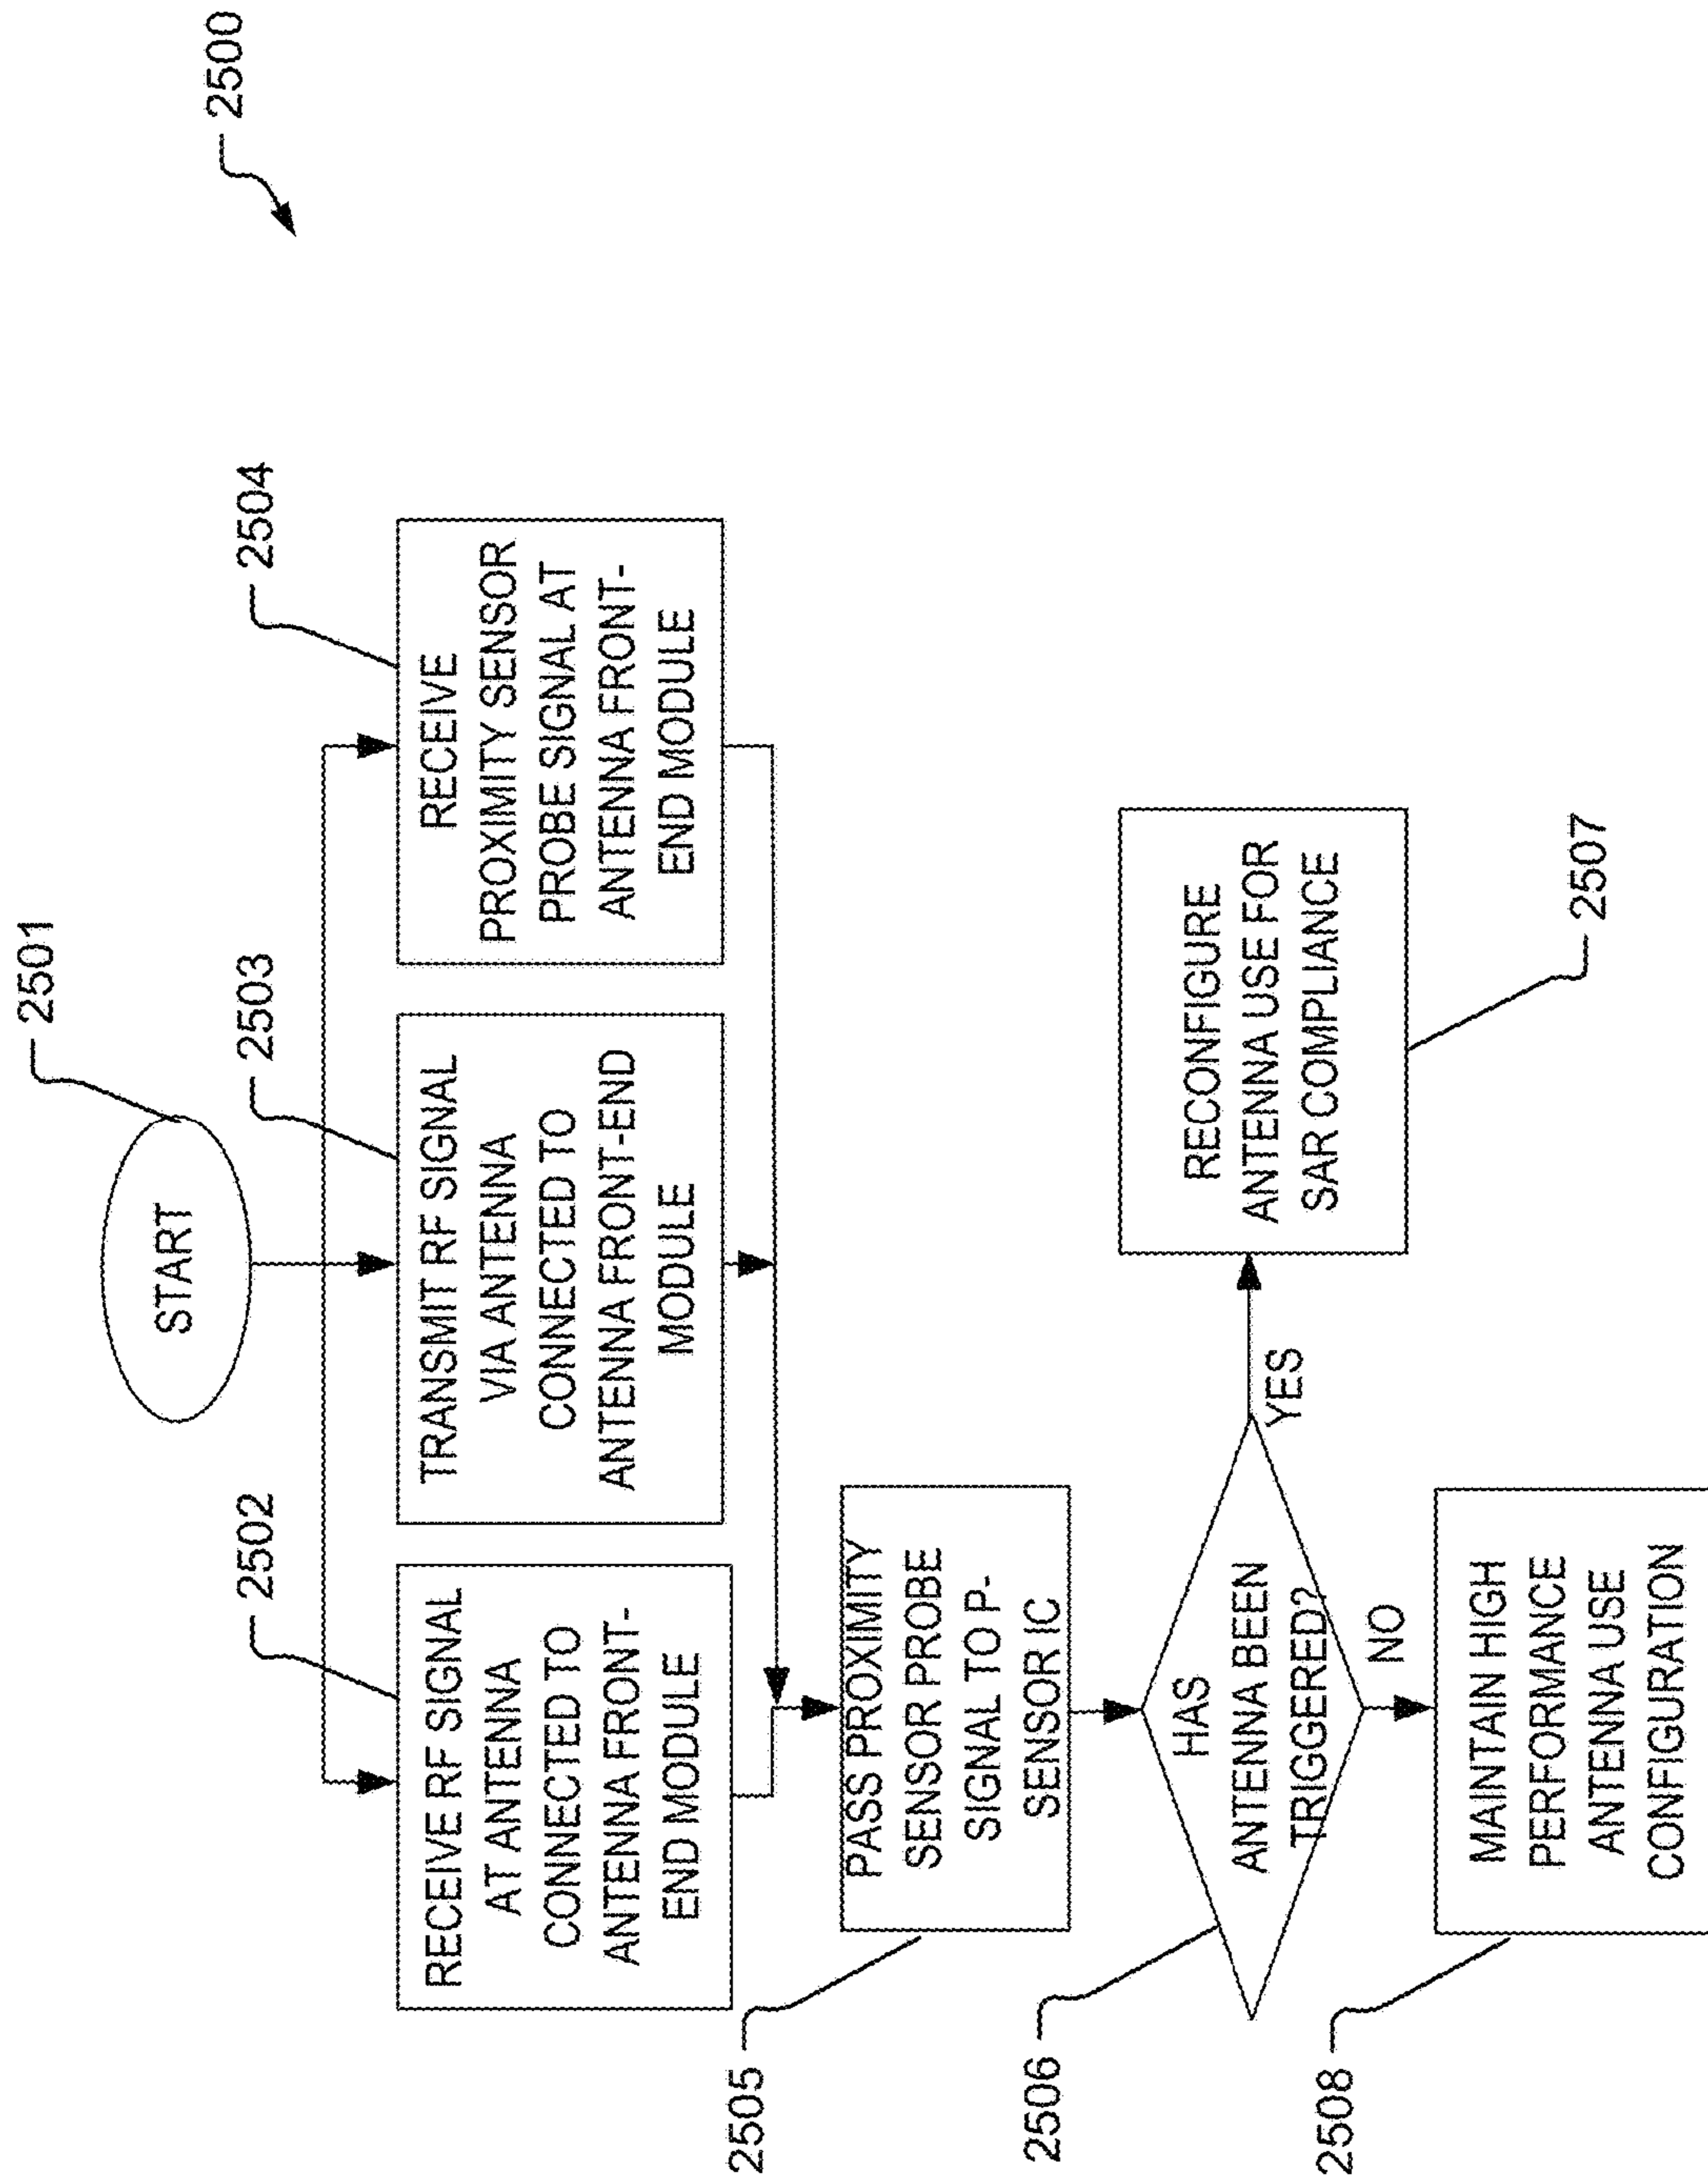 2500
2501
START
2502
RECEIVE RF SIGNAL
AT ANTENNA
CONNECTED TO
ANTENNA FRONT-
END MODULE
2503
TRANSMIT RF SIGNAL
VIA ANTENNA
CONNECTED TO
ANTENNA FRONT-END
MODULE
2504
RECEIVE
PROXIMITY SENSOR
PROBE SIGNAL AT
ANTENNA FRONT-
END MODULE
2505
PASS PROXIMITY
SENSOR PROBE
SIGNAL TO P-
SENSOR IC
2506
HAS
ANTENNA BEEN
TRIGGERED?
YES
RECONFIGURE
ANTENNA USE FOR
SAR COMPLIANCE
2507
NO
2508
MAINTAIN HIGH
PERFORMANCE
ANTENNA USE
CONFIGURATION